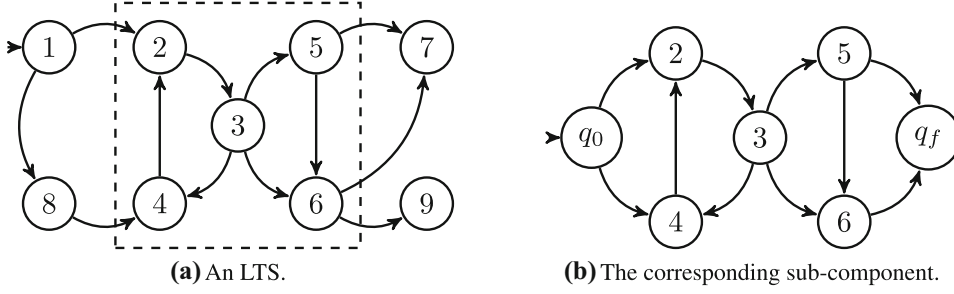 1 2 5 7
3
8 4 6 9
(a) An LTS.
2 5
q₀ 3 q_f
4 6
(b) The corresponding sub-component.